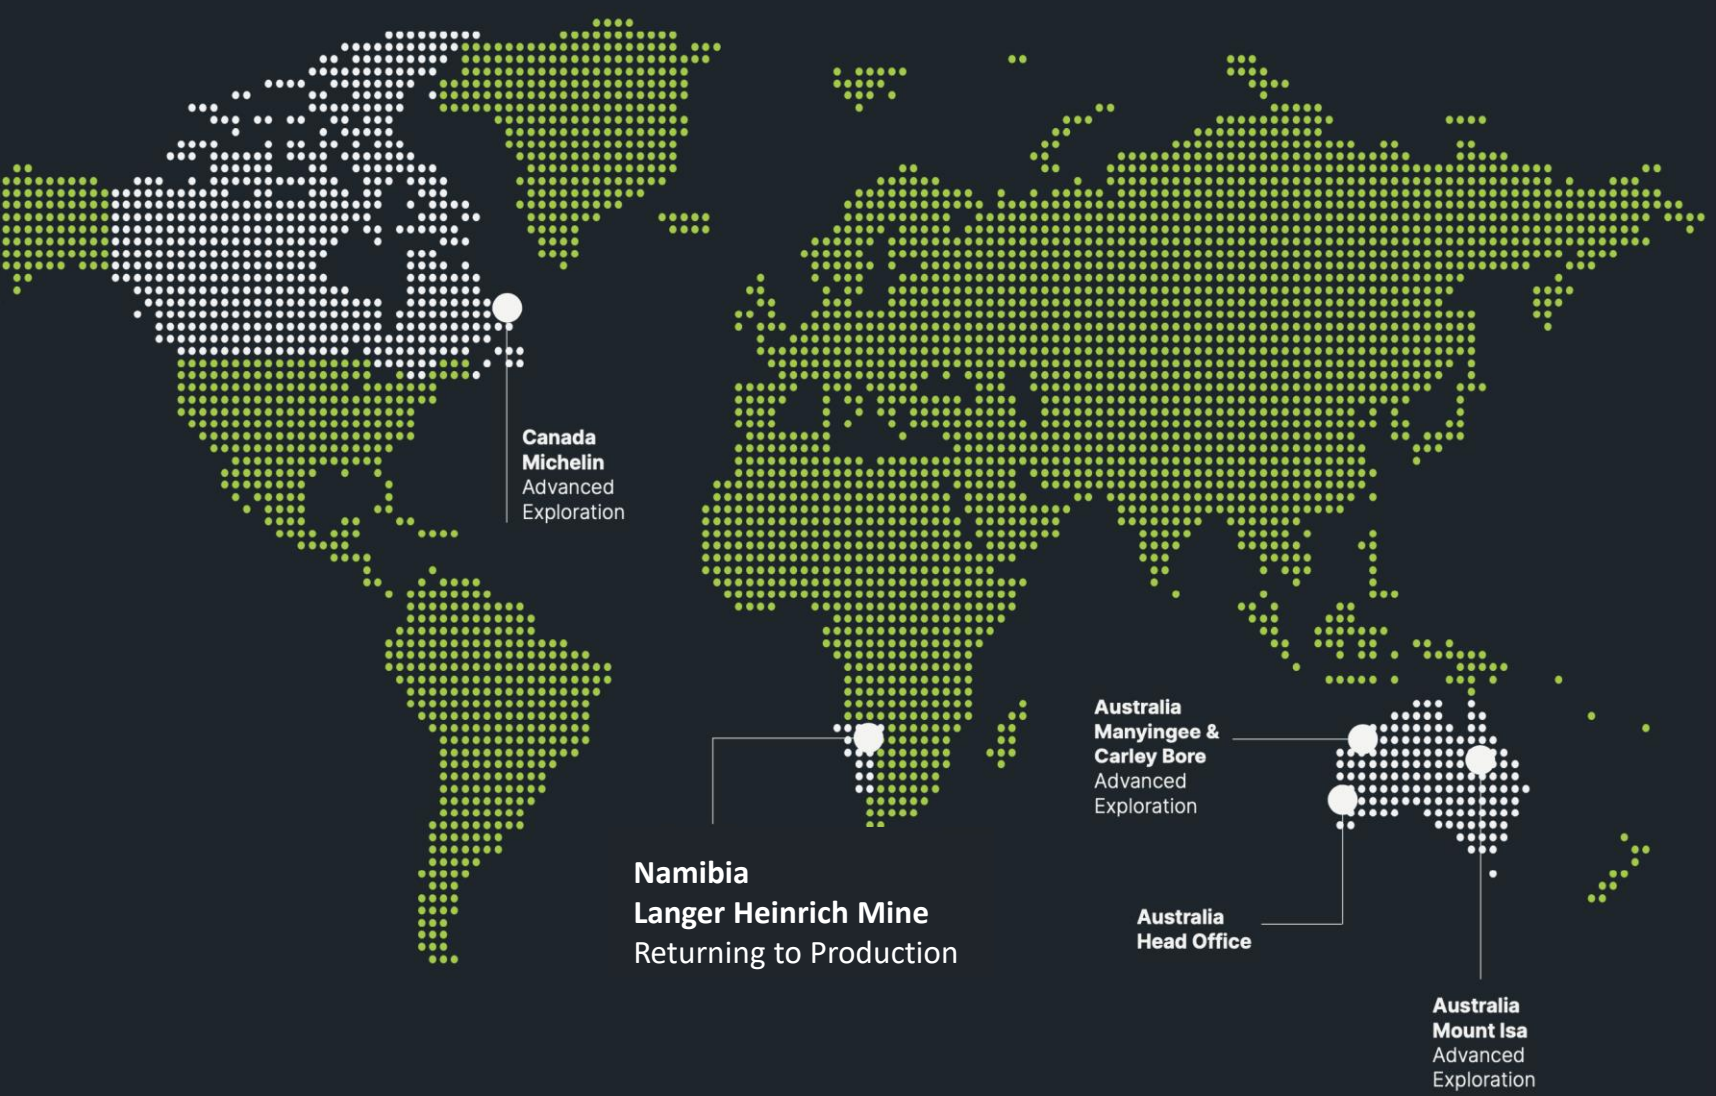 Canada
Michelin
Advanced
Exploration
Australia
Manyingee &
Carley Bore
Advanced
Exploration
Namibia
Langer Heinrich Mine
Returning to Production
Australia
Head Office
Australia
Mount Isa
Advanced
Exploration